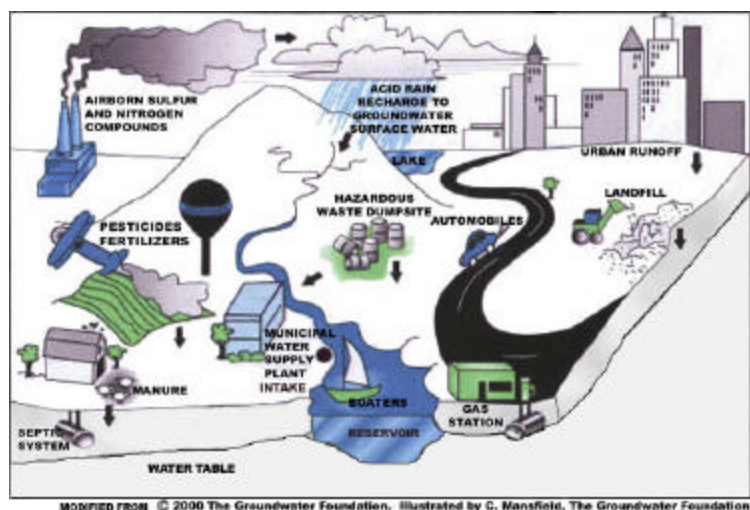 AIRBORN SULFUR
AND NITROGEN
COMPOUNDS
ACID RAIN
RECHARGE TO
GROUNDWATER
SURFACE WATER
LAKE
URBAN RUNOFF
LANDFILL
HAZARDOUS
WASTE DUMPSITE
AUTOMOBILES
PESTICIDES
FERTILIZERS
MUNICIPAL
WATER
SUPPLY
PLANT
INTAKE
MANURE
BOATERS
RESERVOIR
GAS
STATION
SEPTIC
SYSTEM
WATER TABLE
MODIFIED FROM © 2000 The Groundwater Foundation. Illustrated by C. Mansfield, The Groundwater Foundation